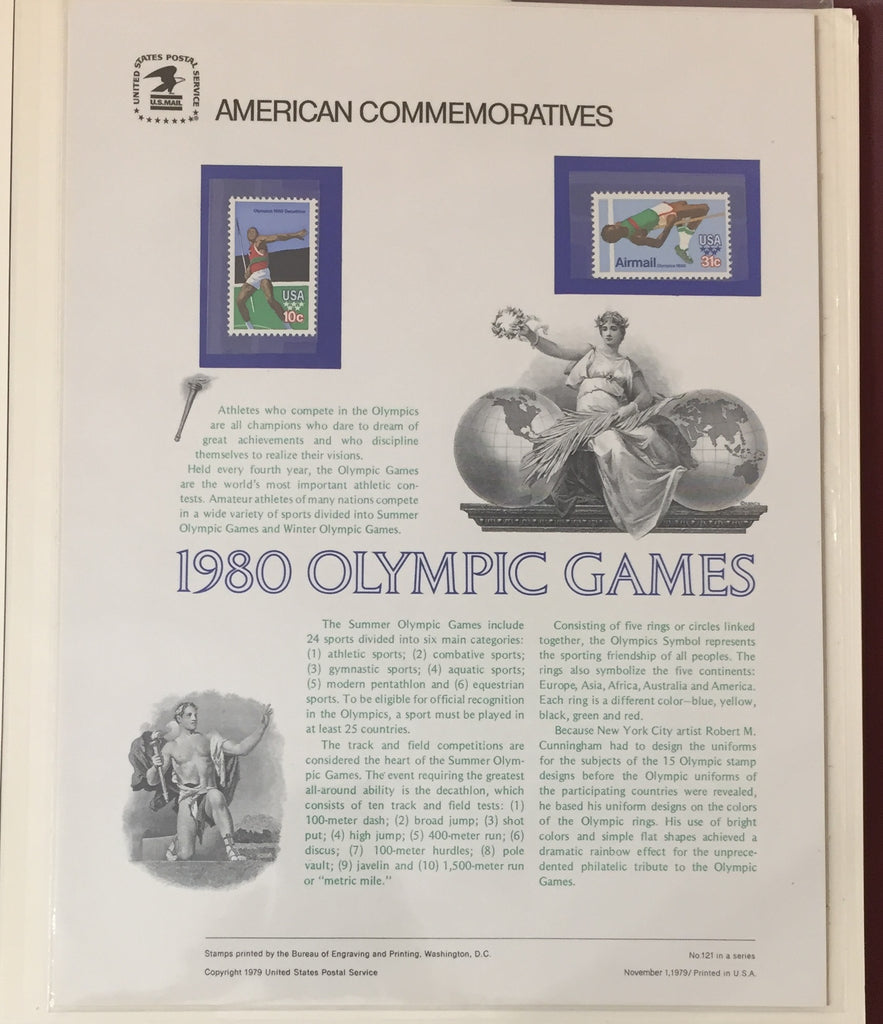 UNITED STATES POSTAL SERVICE
U.S.MAIL
AMERICAN COMMEMORATIVES
Olympics 1980 Decathlon
USA
10c
USA
31c
Airmail Olympics 1980
Athletes who compete in the Olympics
are all champions who dare to dream of
great achievements and who discipline
themselves to realize their visions.
Held every fourth year, the Olympic Games
are the world's most important athletic con-
tests. Amateur athletes of many nations compete
in a wide variety of sports divided into Summer
Olympic Games and Winter Olympic Games.
1980 OLYMPIC GAMES
The Summer Olympic Games include
24 sports divided into six main categories:
(1) athletic sports; (2) combative sports;
(3) gymnastic sports; (4) aquatic sports;
(5) modern pentathlon and (6) equestrian
sports. To be eligible for official recognition
in the Olympics, a sport must be played in
at least 25 countries.
The track and field competitions are
considered the heart of the Summer Olym-
pic Games. The event requiring the greatest
all-around ability is the decathlon, which
consists of ten track and field tests: (1)
100-meter dash; (2) broad jump; (3) shot
put; (4) high jump; (5) 400-meter run; (6)
discus; (7) 100-meter hurdles; (8) pole
vault; (9) javelin and (10) 1,500-meter run
or "metric mile."
Consisting of five rings or circles linked
together, the Olympics Symbol represents
the sporting friendship of all peoples. The
rings also symbolize the five continents:
Europe, Asia, Africa, Australia and America.
Each ring is a different color—blue, yellow,
black, green and red.
Because New York City artist Robert M.
Cunningham had to design the uniforms
for the subjects of the 15 Olympic stamp
designs before the Olympic uniforms of
the participating countries were revealed,
he based his uniform designs on the colors
of the Olympic rings. His use of bright
colors and simple flat shapes achieved a
dramatic rainbow effect for the unprece-
dented philatelic tribute to the Olympic
Games.
Stamps printed by the Bureau of Engraving and Printing, Washington, D.C.
Copyright 1979 United States Postal Service
No.121 in a series
November 1,1979/ Printed in U.S.A.